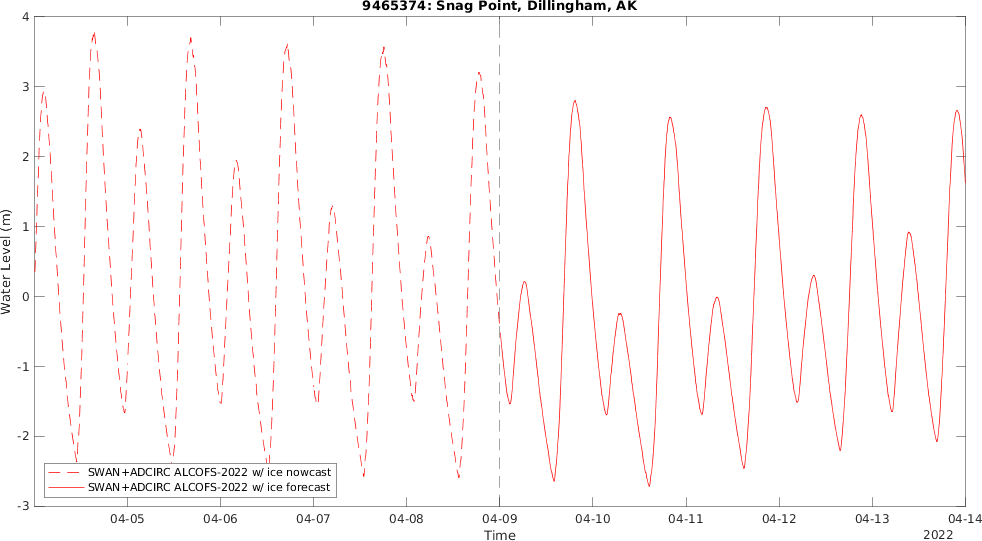 9465374: Snag Point, Dillingham, AK
4
3
2
1
0
-1
-2
-3
Water Level (m)
SWAN+ADCIRC ALCOFS-2022 w/ ice nowcast
SWAN+ADCIRC ALCOFS-2022 w/ ice forecast
04-05 04-06 04-07 04-08 04-09 04-10 04-11 04-12 04-13 04-14
Time
2022